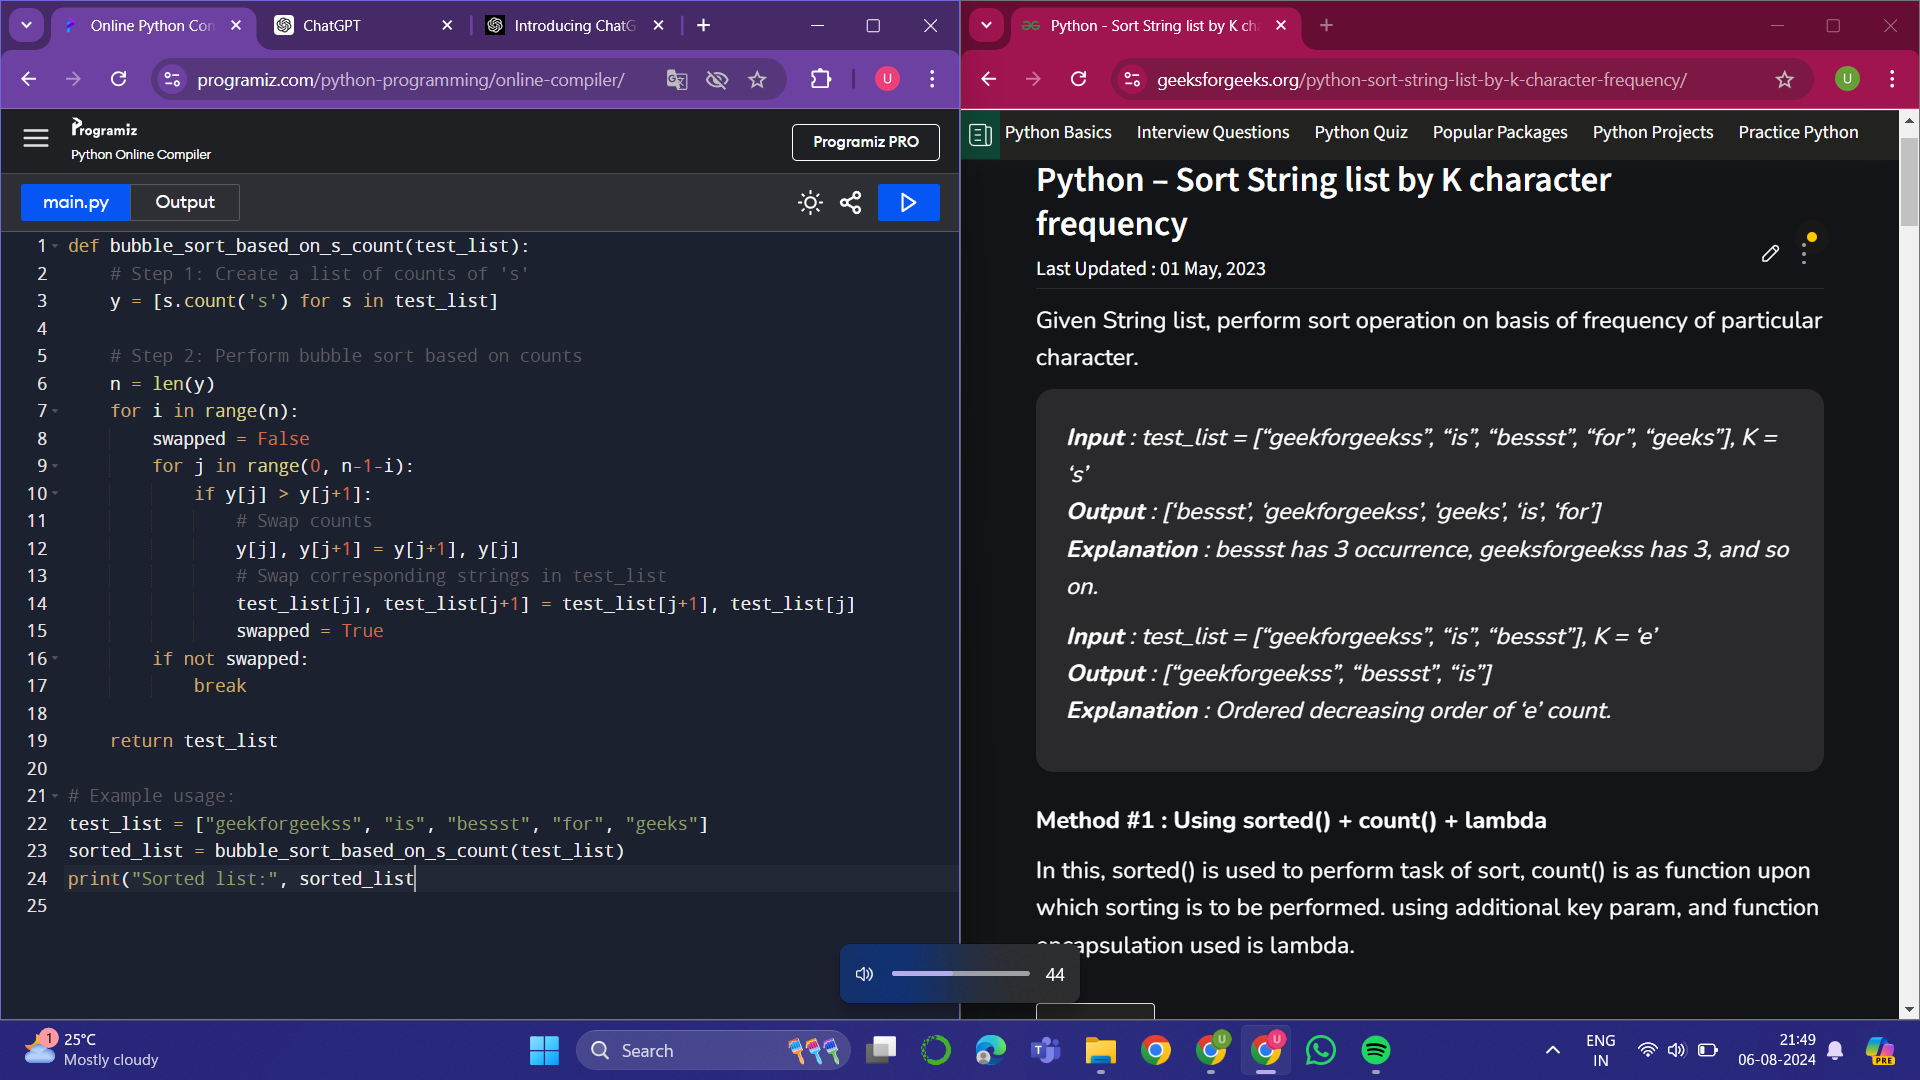 Online Python Com
ChatGPT
Introducing ChatG
programiz.com/python-programming/online-compiler/
U
Programiz
Python Online Compiler
Programiz PRO
main.py
Output
1 def bubble_sort_based_on_s_count(test_list):
2     # Step 1: Create a list of counts of 's'
3     y = [s.count('s') for s in test_list]
4
5     # Step 2: Perform bubble sort based on counts
6     n = len(y)
7     for i in range(n):
8         swapped = False
9         for j in range(0, n-1-i):
10             if y[j] > y[j+1]:
11                 # Swap counts
12                 y[j], y[j+1] = y[j+1], y[j]
13                 # Swap corresponding strings in test_list
14                 test_list[j], test_list[j+1] = test_list[j+1], test_list[j]
15                 swapped = True
16         if not swapped:
17             break
18
19     return test_list
20
21 # Example usage:
22 test_list = ["geekforgeekss", "is", "bessst", "for", "geeks"]
23 sorted_list = bubble_sort_based_on_s_count(test_list)
24 print("Sorted list:", sorted_list
25
Python - Sort String list by K ch
geeksforgeeks.org/python-sort-string-list-by-k-character-frequency/
U
Python Basics
Interview Questions
Python Quiz
Popular Packages
Python Projects
Practice Python
Python – Sort String list by K character
frequency
Last Updated : 01 May, 2023
Given String list, perform sort operation on basis of frequency of particular
character.
Input : test_list = [“geekforgeekss”, “is”, “bessst”, “for”, “geeks”], K =
‘s’
Output : [‘bessst’, ‘geekforgeekss’, ‘geeks’, ‘is’, ‘for’]
Explanation : bessst has 3 occurrence, geeksforgeekss has 3, and so
on.
Input : test_list = [“geekforgeekss”, “is”, “bessst”], K = ‘e’
Output : [“geekforgeekss”, “bessst”, “is”]
Explanation : Ordered decreasing order of ‘e’ count.
Method #1 : Using sorted() + count() + lambda
In this, sorted() is used to perform task of sort, count() is as function upon
which sorting is to be performed. using additional key param, and function
encapsulation used is lambda.
44
1
25°C
Mostly cloudy
Search
U
U
ENG
IN
21:49
06-08-2024
PRE